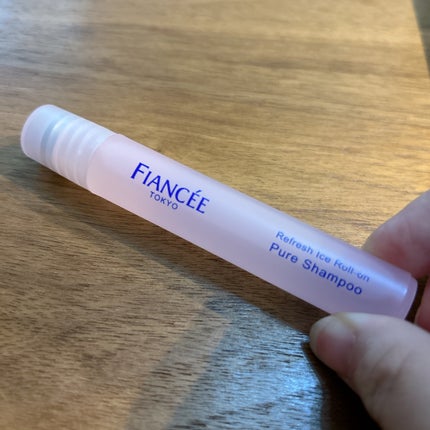 FIANCÉE
TOKYO
Refresh Ice Roll-on
Pure Shampoo